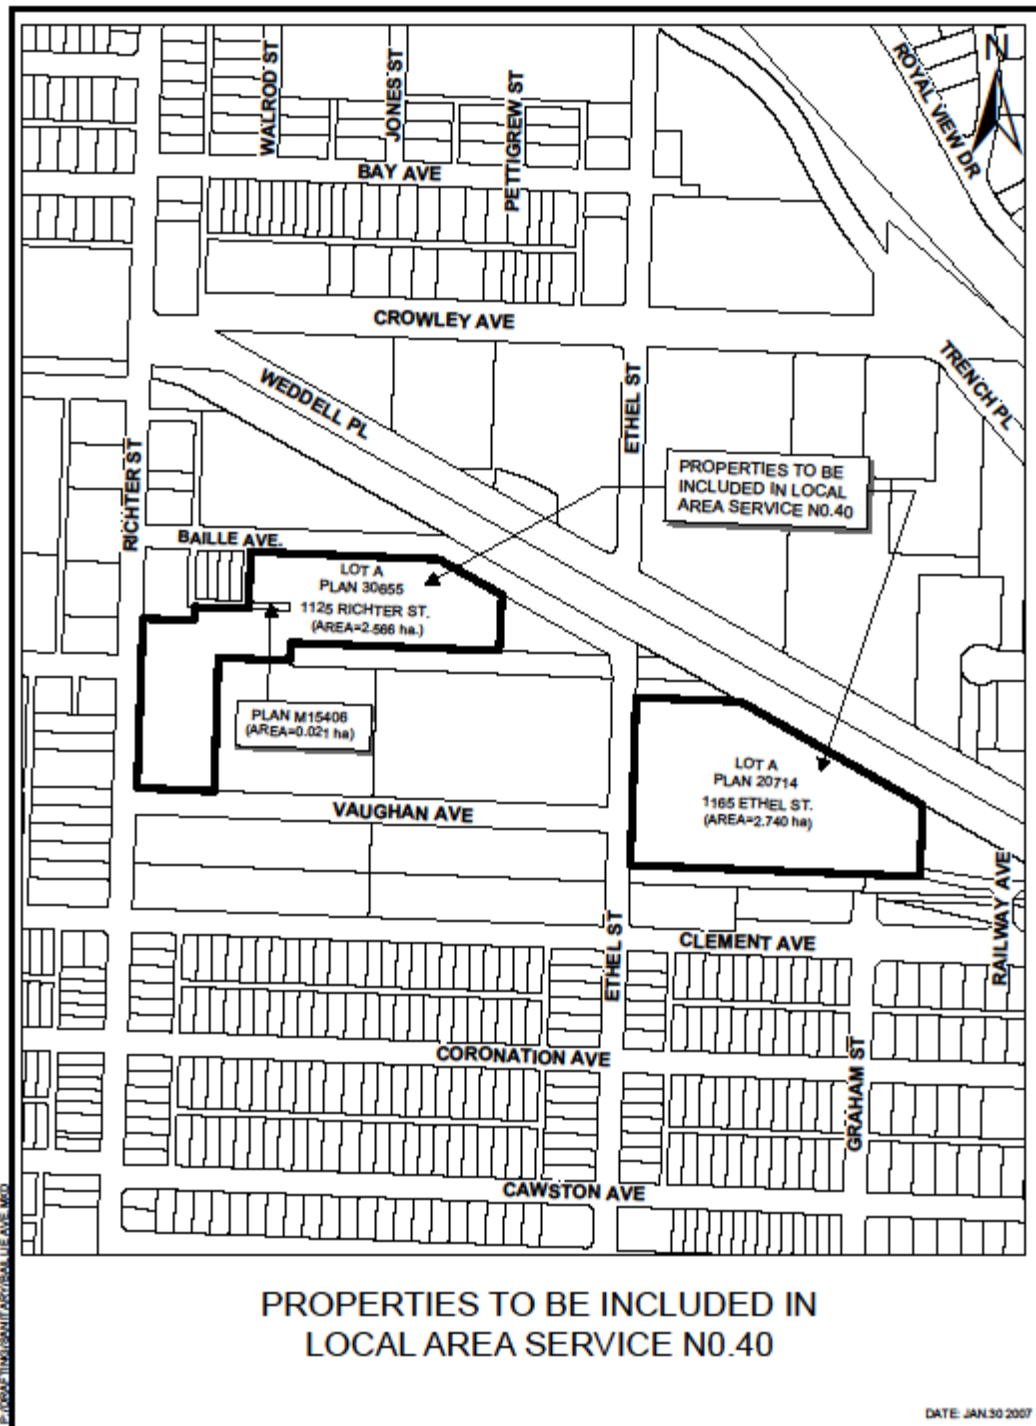 N
ROYAL VIEW DR
WALROD ST
JONES ST
PETTIGREW ST
BAY AVE
CROWLEY AVE
WEDDELL PL
ETHEL ST
TRENCH PL
RICHTER ST
PROPERTIES TO BE
INCLUDED IN LOCAL
AREA SERVICE N0.40
BAILLE AVE.
LOT A
PLAN 30655
1125 RICHTER ST.
(AREA=2.566 ha.)
PLAN M15406
(AREA=0.021 ha)
LOT A
PLAN 20714
1165 ETHEL ST.
(AREA=2.740 ha)
VAUGHAN AVE
RAILWAY AVE
ETHEL ST
CLEMENT AVE
CORONATION AVE
GRAHAM ST
CAWSTON AVE
PROPERTIES TO BE INCLUDED IN
LOCAL AREA SERVICE N0.40
DATE: JAN.30 2007